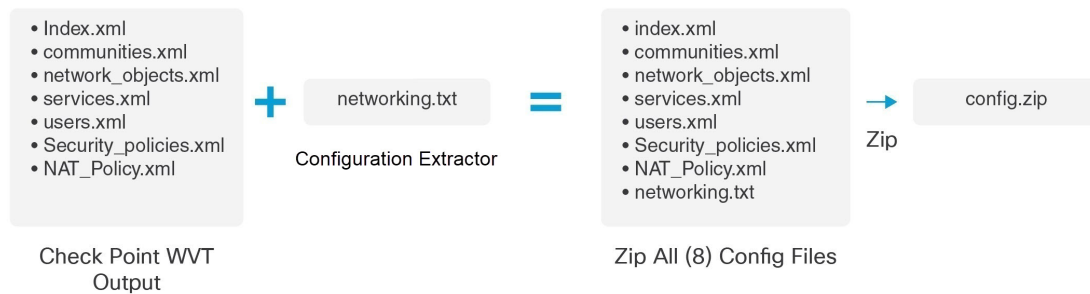 • Index.xml
• communities.xml
• network_objects.xml
• services.xml
• users.xml
• Security_policies.xml
• NAT_Policy.xml
Check Point WVT
Output
+
networking.txt
Configuration Extractor
=
• index.xml
• communities.xml
• network_objects.xml
• services.xml
• users.xml
• Security_policies.xml
• NAT_Policy.xml
• networking.txt
Zip All (8) Config Files
Zip
config.zip